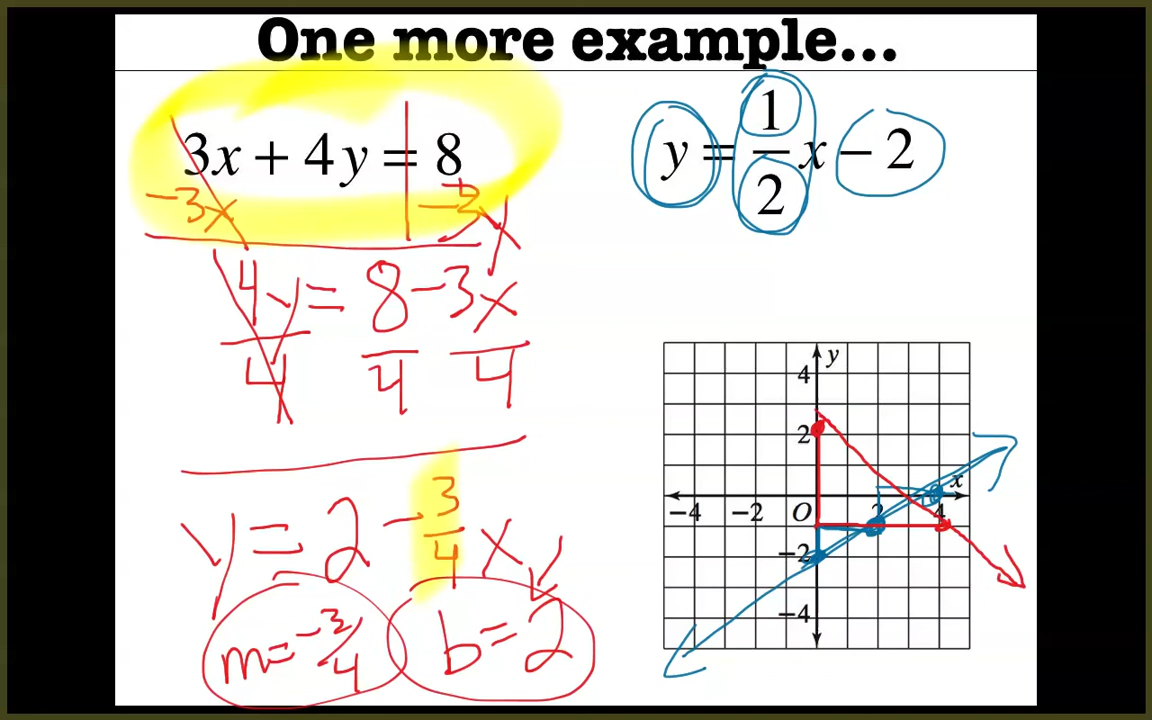 One more example...
3x + 4y = 8
-3x -3x
4y = 8 - 3x
4 4 4
y = 2 - 3/4 x
m = -3/4 b = 2
y = 1/2 x - 2
y
4
2
-4 -2 O 2 4 x
-2
-4